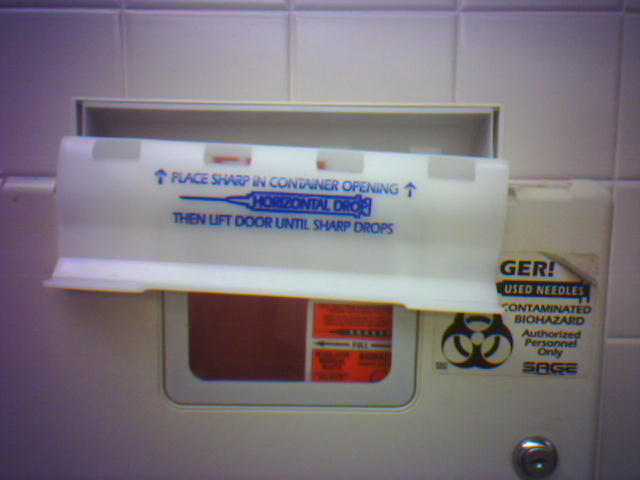 PLACE SHARP IN CONTAINER OPENING
HORIZONTAL DROP
THEN LIFT DOOR UNTIL SHARP DROPS
GER!
USED NEEDLES
CONTAMINATED
BIOHAZARD
Authorized
Personnel
Only
SAGE
FULL